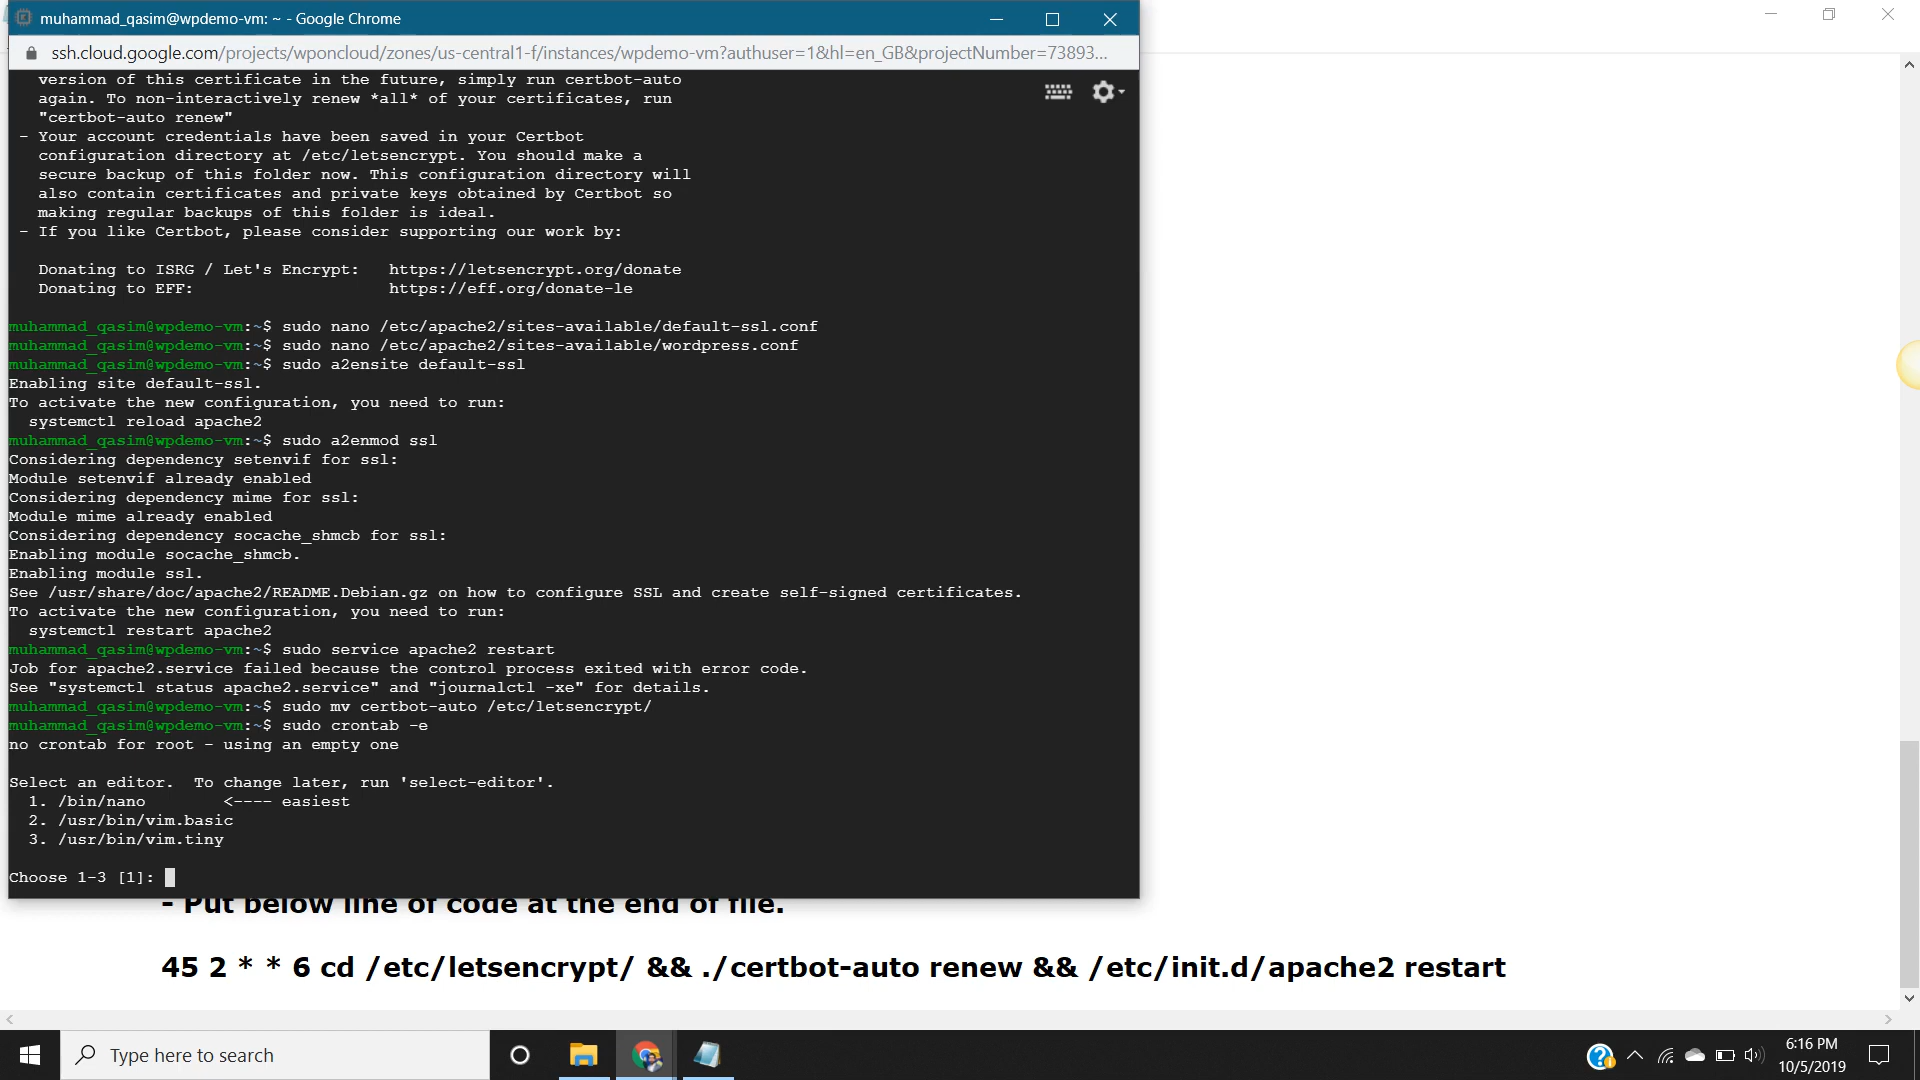 muhammad_qasim@wpdemo-vm: ~ - Google Chrome
ssh.cloud.google.com/projects/wponcloud/zones/us-central1-f/instances/wpdemo-vm?authuser=1&hl=en_GB&projectNumber=73893...
version of this certificate in the future, simply run certbot-auto
again. To non-interactively renew *all* of your certificates, run
"certbot-auto renew"
- Your account credentials have been saved in your Certbot
configuration directory at /etc/letsencrypt. You should make a
secure backup of this folder now. This configuration directory will
also contain certificates and private keys obtained by Certbot so
making regular backups of this folder is ideal.
- If you like Certbot, please consider supporting our work by:
Donating to ISRG / Let's Encrypt:   https://letsencrypt.org/donate
Donating to EFF:                    https://eff.org/donate-le
muhammad_qasim@wpdemo-vm:~$ sudo nano /etc/apache2/sites-available/default-ssl.conf
muhammad_qasim@wpdemo-vm:~$ sudo nano /etc/apache2/sites-available/wordpress.conf
muhammad_qasim@wpdemo-vm:~$ sudo a2ensite default-ssl
Enabling site default-ssl.
To activate the new configuration, you need to run:
systemctl reload apache2
muhammad_qasim@wpdemo-vm:~$ sudo a2enmod ssl
Considering dependency setenvif for ssl:
Module setenvif already enabled
Considering dependency mime for ssl:
Module mime already enabled
Considering dependency socache_shmcb for ssl:
Enabling module socache_shmcb.
Enabling module ssl.
See /usr/share/doc/apache2/README.Debian.gz on how to configure SSL and create self-signed certificates.
To activate the new configuration, you need to run:
systemctl restart apache2
muhammad_qasim@wpdemo-vm:~$ sudo service apache2 restart
Job for apache2.service failed because the control process exited with error code.
See "systemctl status apache2.service" and "journalctl -xe" for details.
muhammad_qasim@wpdemo-vm:~$ sudo mv certbot-auto /etc/letsencrypt/
muhammad_qasim@wpdemo-vm:~$ sudo crontab -e
no crontab for root - using an empty one
Select an editor.  To change later, run 'select-editor'.
1. /bin/nano        <---- easiest
2. /usr/bin/vim.basic
3. /usr/bin/vim.tiny
Choose 1-3 [1]:
- Put below line of code at the end of file.
45 2 * * 6 cd /etc/letsencrypt/ && ./certbot-auto renew && /etc/init.d/apache2 restart
Type here to search
6:16 PM
10/5/2019